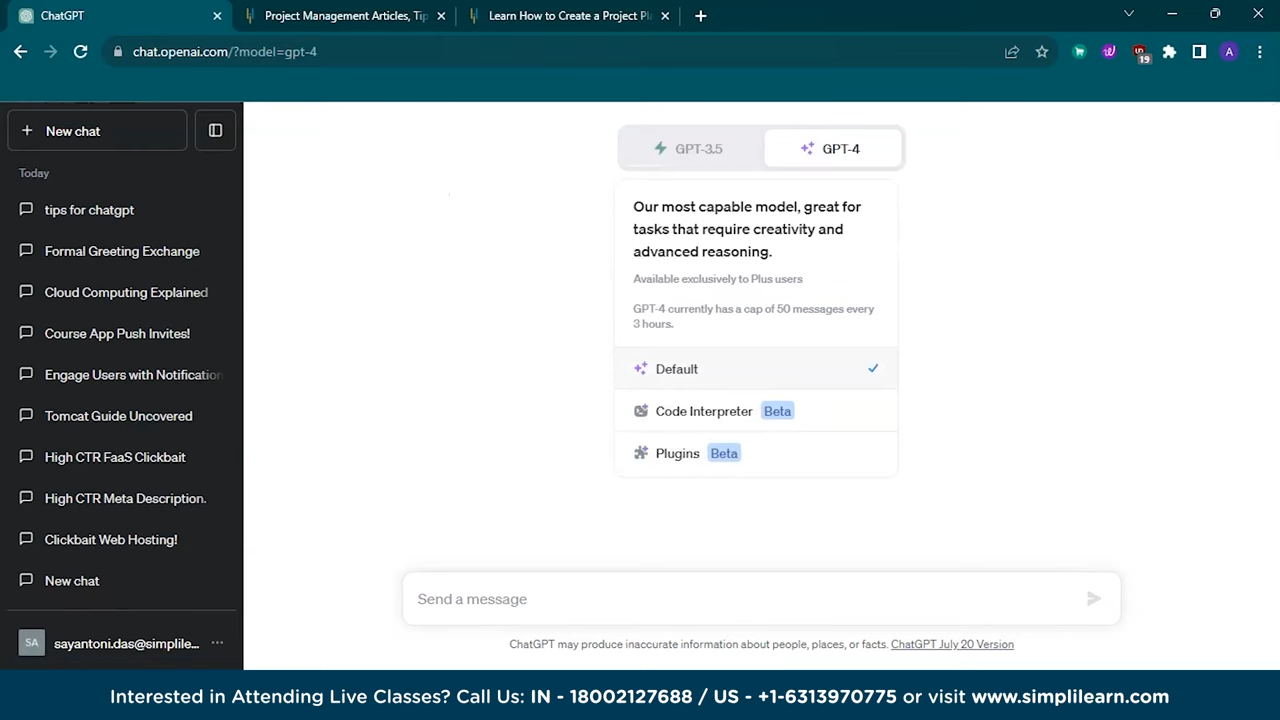 ChatGPT
Project Management Articles, Tip
Learn How to Create a Project Pl
chat.openai.com/?model=gpt-4
19
A
New chat
Today
tips for chatgpt
Formal Greeting Exchange
Cloud Computing Explained
Course App Push Invites!
Engage Users with Notification
Tomcat Guide Uncovered
High CTR FaaS Clickbait
High CTR Meta Description.
Clickbait Web Hosting!
New chat
SA
sayantoni.das@simplile...
GPT-3.5
GPT-4
Our most capable model, great for
tasks that require creativity and
advanced reasoning.
Available exclusively to Plus users
GPT-4 currently has a cap of 50 messages every
3 hours.
Default
Code Interpreter Beta
Plugins Beta
Send a message
ChatGPT may produce inaccurate information about people, places, or facts. ChatGPT July 20 Version
Interested in Attending Live Classes? Call Us: IN - 18002127688 / US - +1-6313970775 or visit www.simplilearn.com